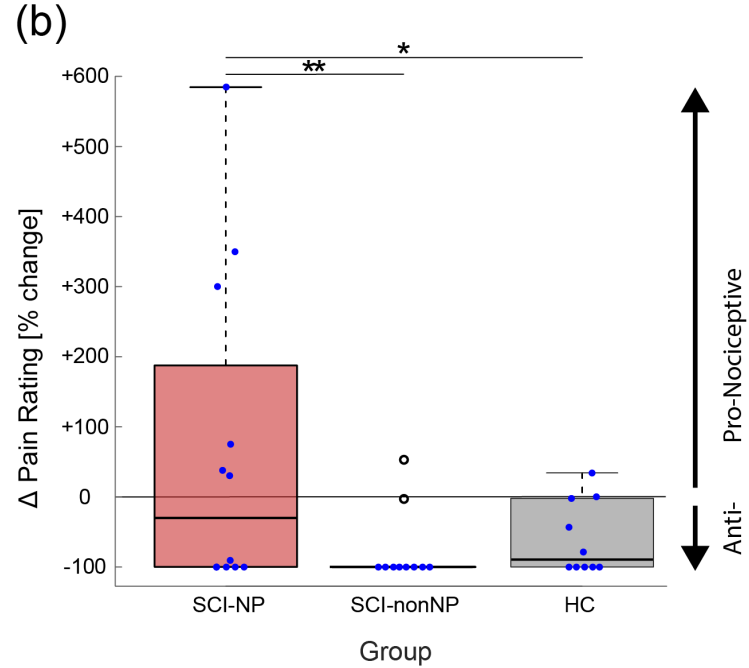 (b)
*
**
+600
+500
+400
+300
+200
+100
0
-100
Δ Pain Rating [% change]
SCI-NP SCI-nonNP HC
Group
Pro-Nociceptive
Anti-